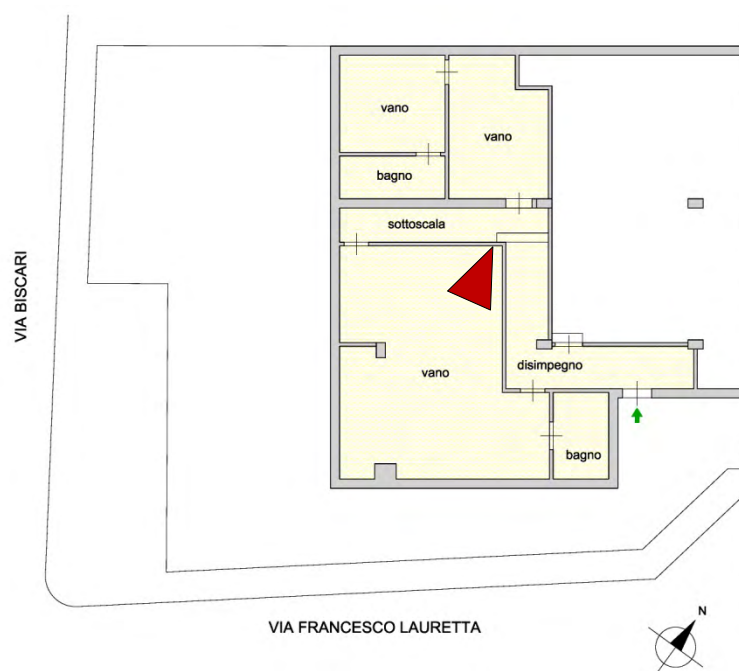 vano
vano
bagno
sottoscala
VIA BISCARI
vano
disimpegno
bagno
VIA FRANCESCO LAURETTA
N